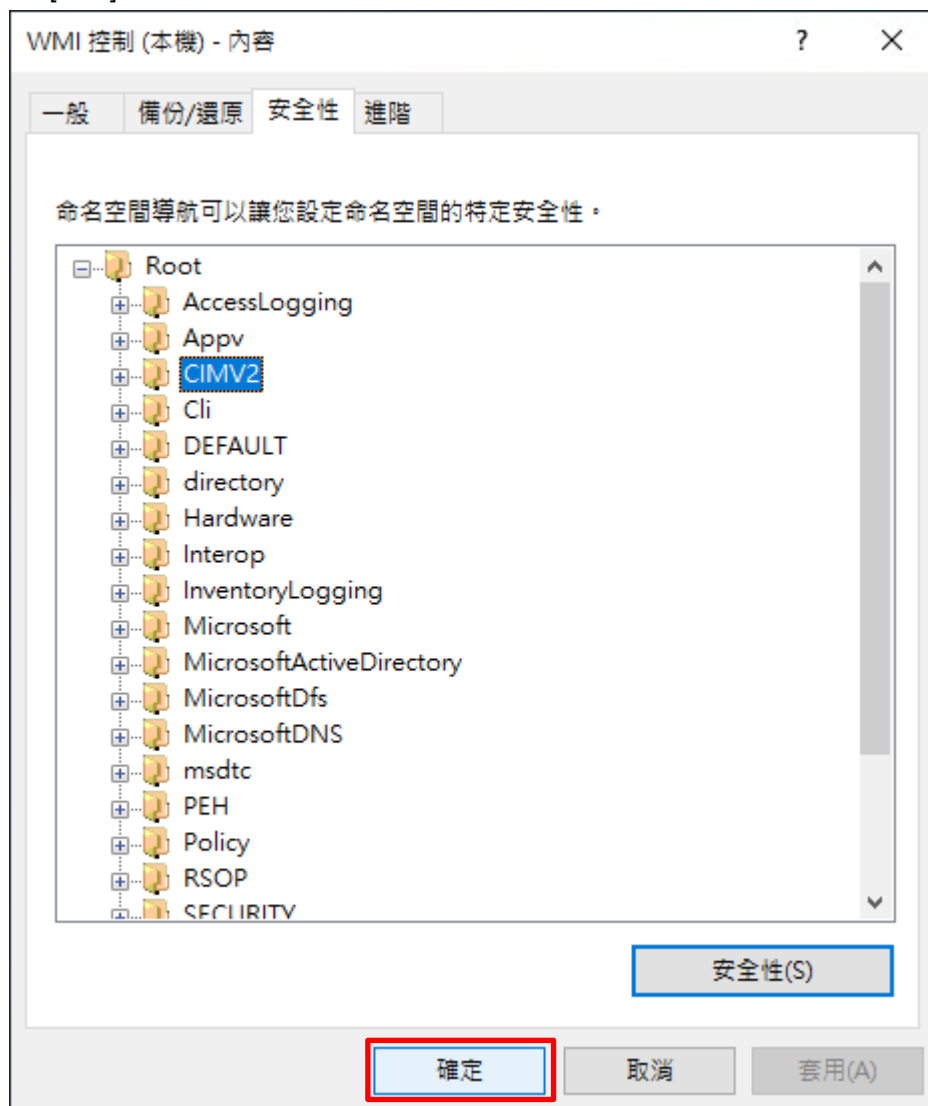 WMI 控制 (本機) - 內容 ? ×
一般 備份/還原 安全性 進階
命名空間導航可以讓您設定命名空間的特定安全性。
Root
AccessLogging
Appv
CIMV2
Cli
DEFAULT
directory
Hardware
Interop
InventoryLogging
Microsoft
MicrosoftActiveDirectory
MicrosoftDfs
MicrosoftDNS
msdtc
PEH
Policy
RSOP
SECURITY
安全性(S)
確定 取消 套用(A)